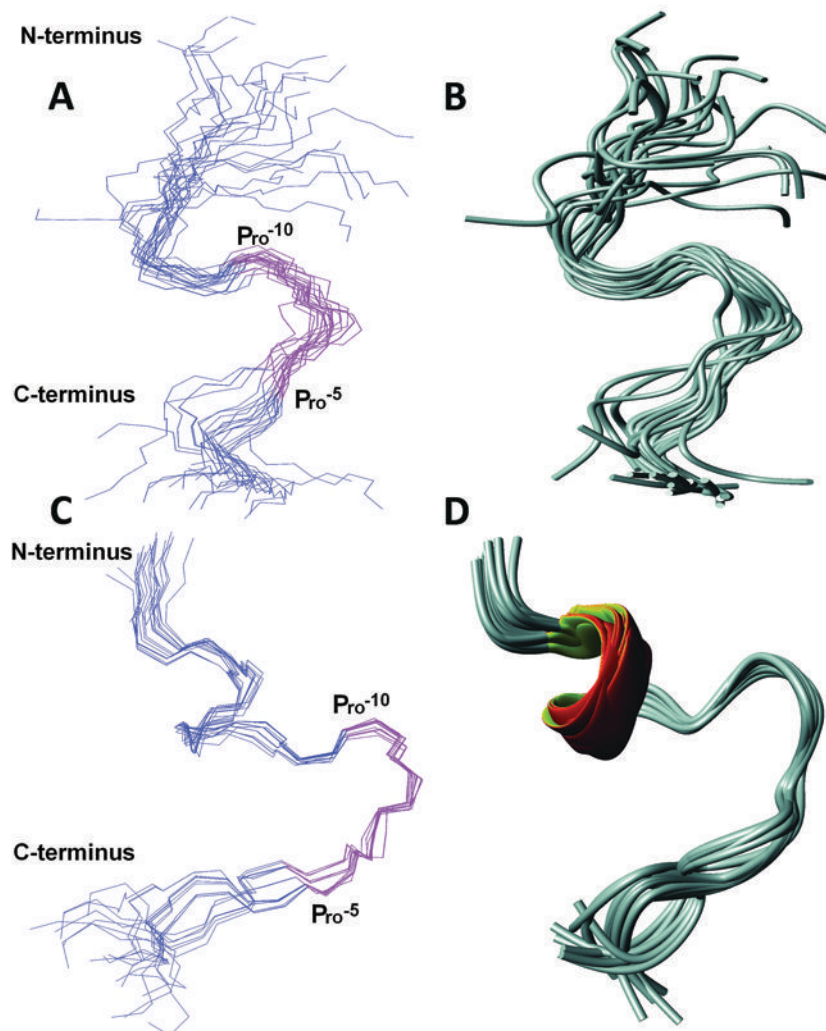 N-terminus
A
B
Pro-10
C-terminus
Pro-5
C
D
N-terminus
Pro-10
C-terminus
Pro-5